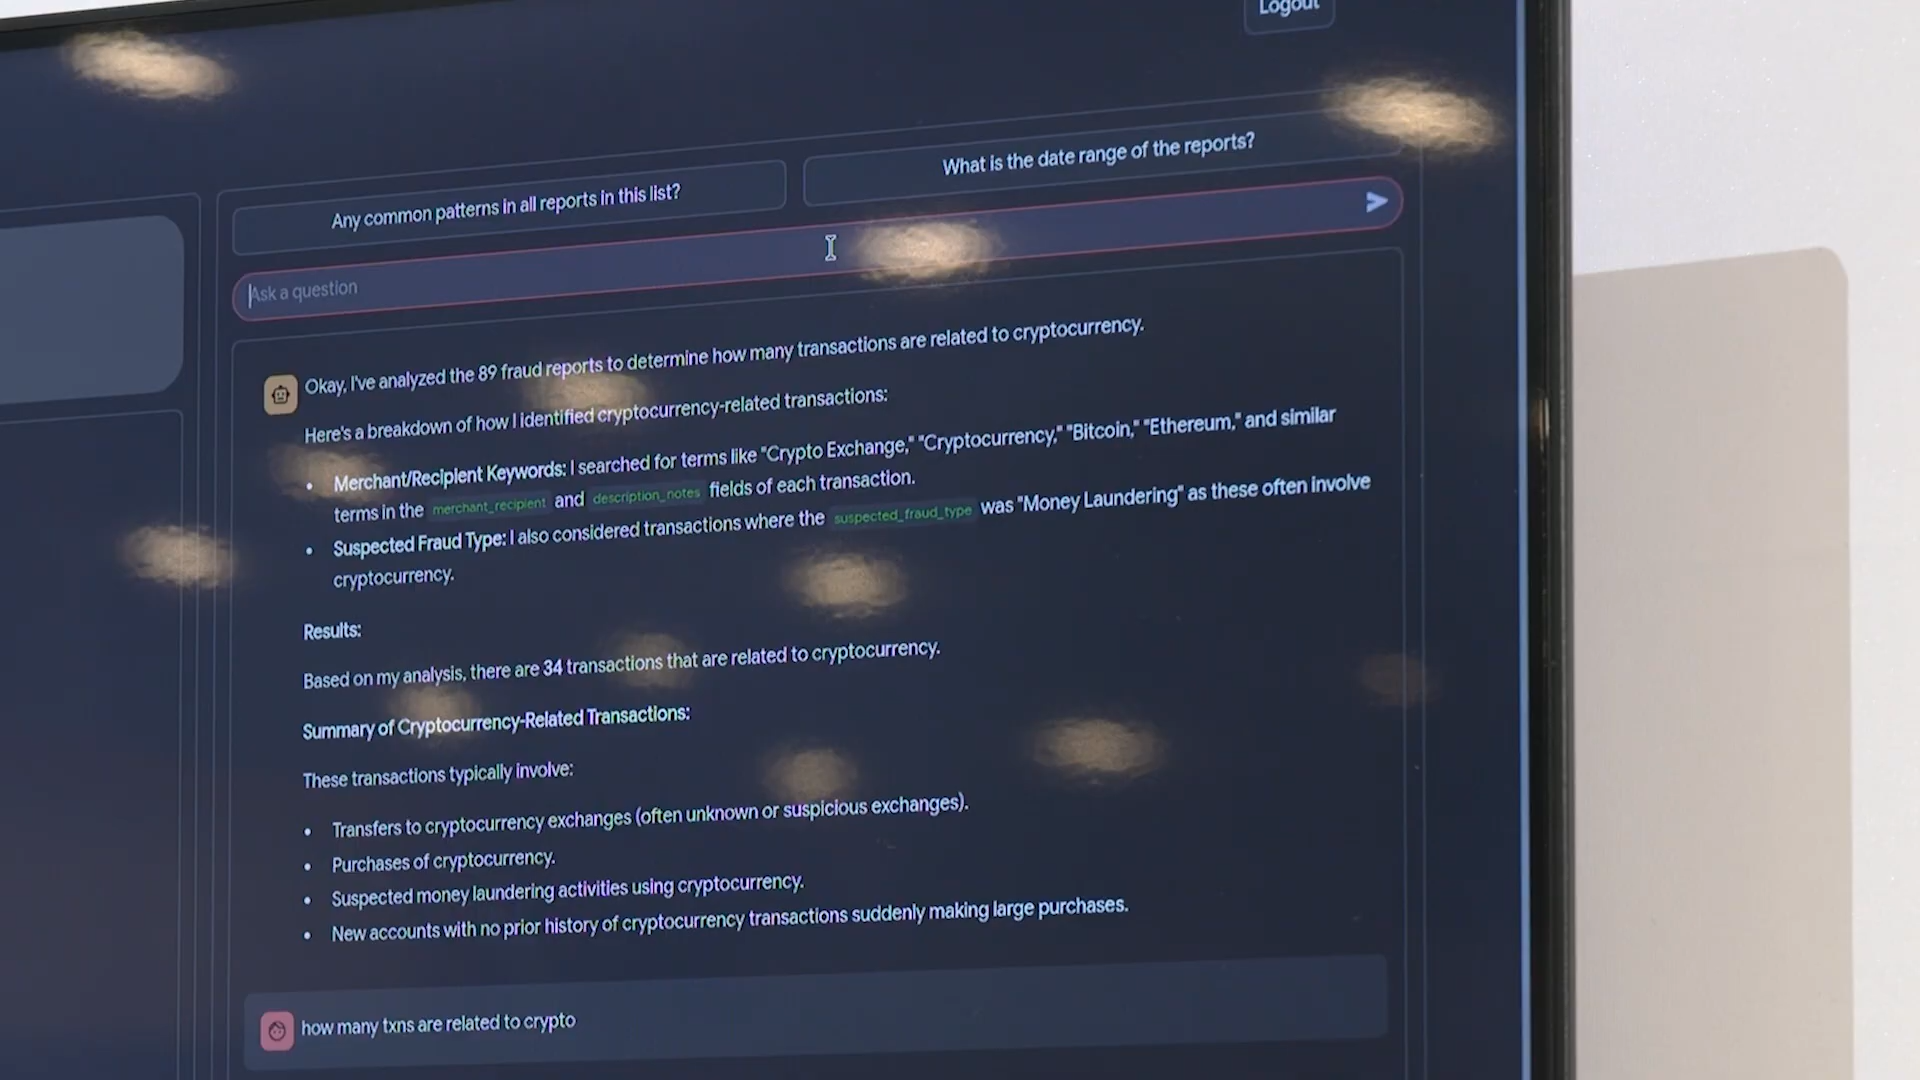 Logout
Any common patterns in all reports in this list?
What is the date range of the reports?
Ask a question
Okay, I've analyzed the 89 fraud reports to determine how many transactions are related to cryptocurrency.
Here's a breakdown of how I identified cryptocurrency-related transactions:
• Merchant/Recipient Keywords: I searched for terms like "Crypto Exchange," "Cryptocurrency," "Bitcoin," "Ethereum," and similar
terms in the merchant_recipient and description_notes fields of each transaction.
• Suspected Fraud Type: I also considered transactions where the suspected_fraud_type was "Money Laundering" as these often involve
cryptocurrency.
Results:
Based on my analysis, there are 34 transactions that are related to cryptocurrency.
Summary of Cryptocurrency-Related Transactions:
These transactions typically involve:
• Transfers to cryptocurrency exchanges (often unknown or suspicious exchanges).
• Purchases of cryptocurrency.
• Suspected money laundering activities using cryptocurrency.
• New accounts with no prior history of cryptocurrency transactions suddenly making large purchases.
how many txns are related to crypto